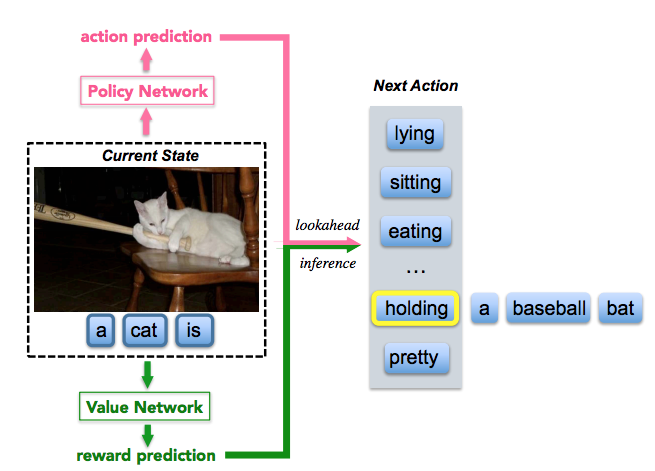 action prediction
Policy Network
Current State
a cat is
Value Network
reward prediction
lookahead
inference
Next Action
lying
sitting
eating
...
holding a baseball bat
pretty